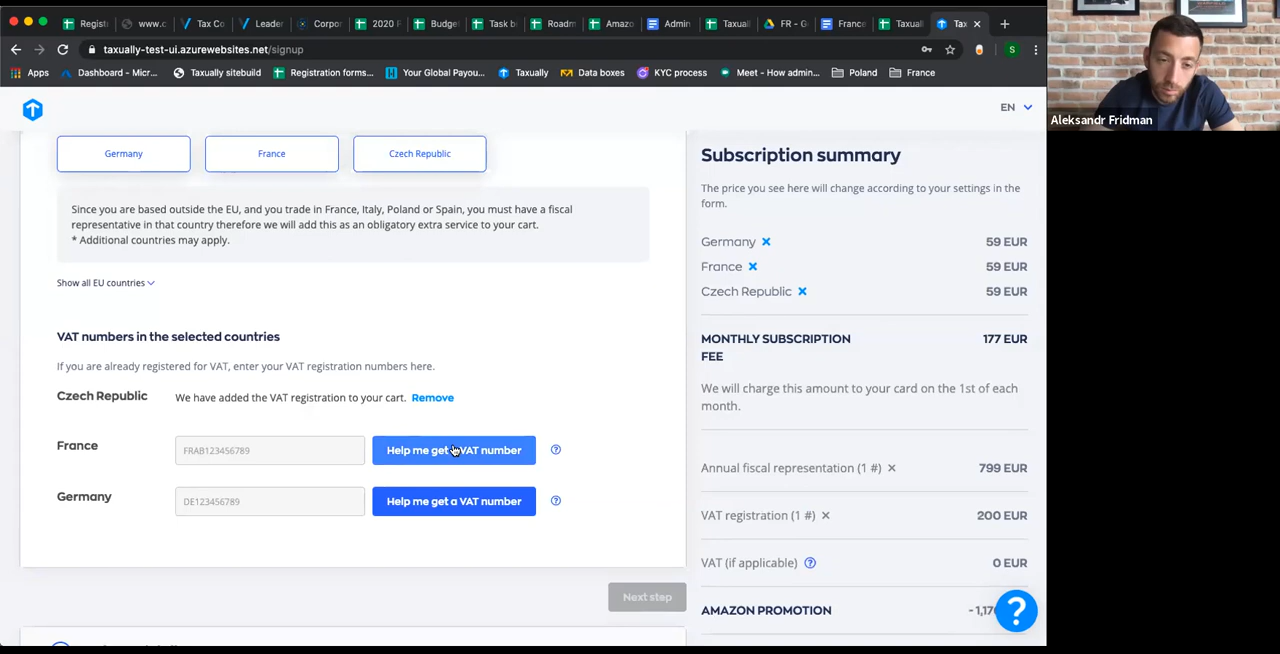 Registr
www.c
Tax Co
Leader
Corpor
2020 F
Budget
Task b
Roadm
Amazo
Admin
Taxual
FR - G
France
Taxual
Tax
taxually-test-ui.azurewebsites.net/signup
S
Apps
Dashboard - Micr...
Taxually sitebuild
Registration forms...
Your Global Payou...
Taxually
Data boxes
KYC process
Meet - How admin...
Poland
France
Aleksandr Fridman
EN
Germany
France
Czech Republic
Since you are based outside the EU, and you trade in France, Italy, Poland or Spain, you must have a fiscal
representative in that country therefore we will add this as an obligatory extra service to your cart.
* Additional countries may apply.
Show all EU countries
VAT numbers in the selected countries
If you are already registered for VAT, enter your VAT registration numbers here.
Czech Republic We have added the VAT registration to your cart. Remove
France FRAB123456789 Help me get a VAT number ?
Germany DE123456789 Help me get a VAT number ?
Next step
Subscription summary
The price you see here will change according to your settings in the
form.
Germany × 59 EUR
France × 59 EUR
Czech Republic × 59 EUR
MONTHLY SUBSCRIPTION 177 EUR
FEE
We will charge this amount to your card on the 1st of each
month.
Annual fiscal representation (1 #) × 799 EUR
VAT registration (1 #) × 200 EUR
VAT (if applicable) ? 0 EUR
AMAZON PROMOTION - 1,17
?